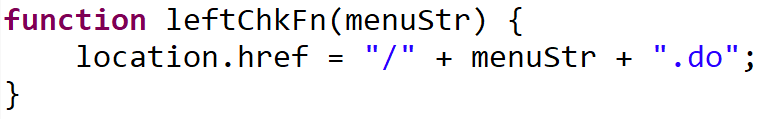 function leftChkFn(menuStr) {
    location.href = "/" + menuStr + ".do";
}